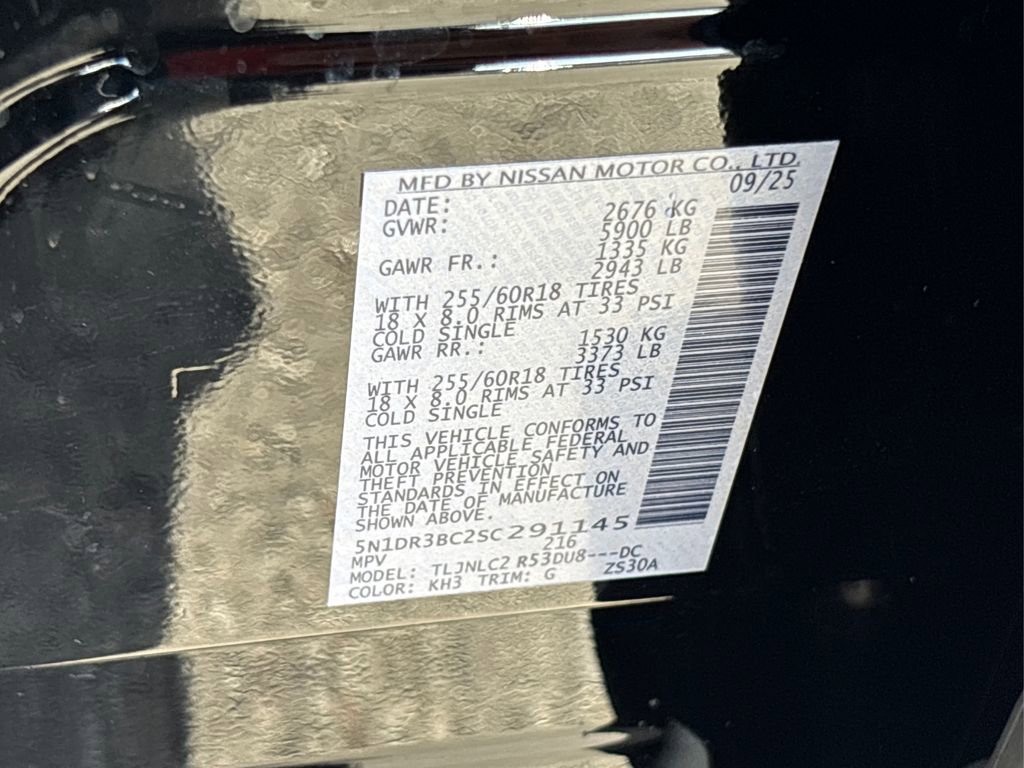 MFD BY NISSAN MOTOR CO., LTD.
DATE: 09/25
GVWR: 2676 KG
5900 LB
GAWR FR.: 1335 KG
2943 LB
WITH 255/60R18 TIRES
18 X 8.0 RIMS AT 33 PSI
COLD SINGLE
GAWR RR.: 1530 KG
3373 LB
WITH 255/60R18 TIRES
18 X 8.0 RIMS AT 33 PSI
COLD SINGLE
THIS VEHICLE CONFORMS TO
ALL APPLICABLE FEDERAL
MOTOR VEHICLE SAFETY AND
THEFT PREVENTION
STANDARDS IN EFFECT ON
THE DATE OF MANUFACTURE
SHOWN ABOVE.
5N1DR3BC2SC291145
MPV 216
MODEL: TLJNLC2 R53DU8---DC
COLOR: KH3 TRIM: G ZS30A